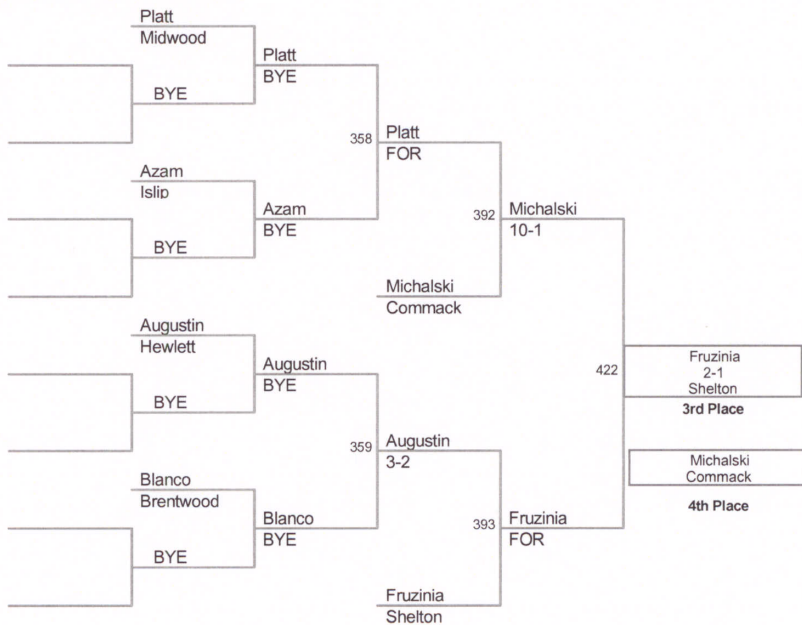 Platt
Midwood
BYE
Platt
BYE
358
Platt
FOR
Azam
Islip
BYE
Azam
BYE
392
Michalski
10-1
Michalski
Commack
Augustin
Hewlett
BYE
Augustin
BYE
359
Augustin
3-2
Blanco
Brentwood
BYE
Blanco
BYE
393
Fruzinia
FOR
Fruzinia
Shelton
422
Fruzinia
2-1
Shelton
3rd Place
Michalski
Commack
4th Place